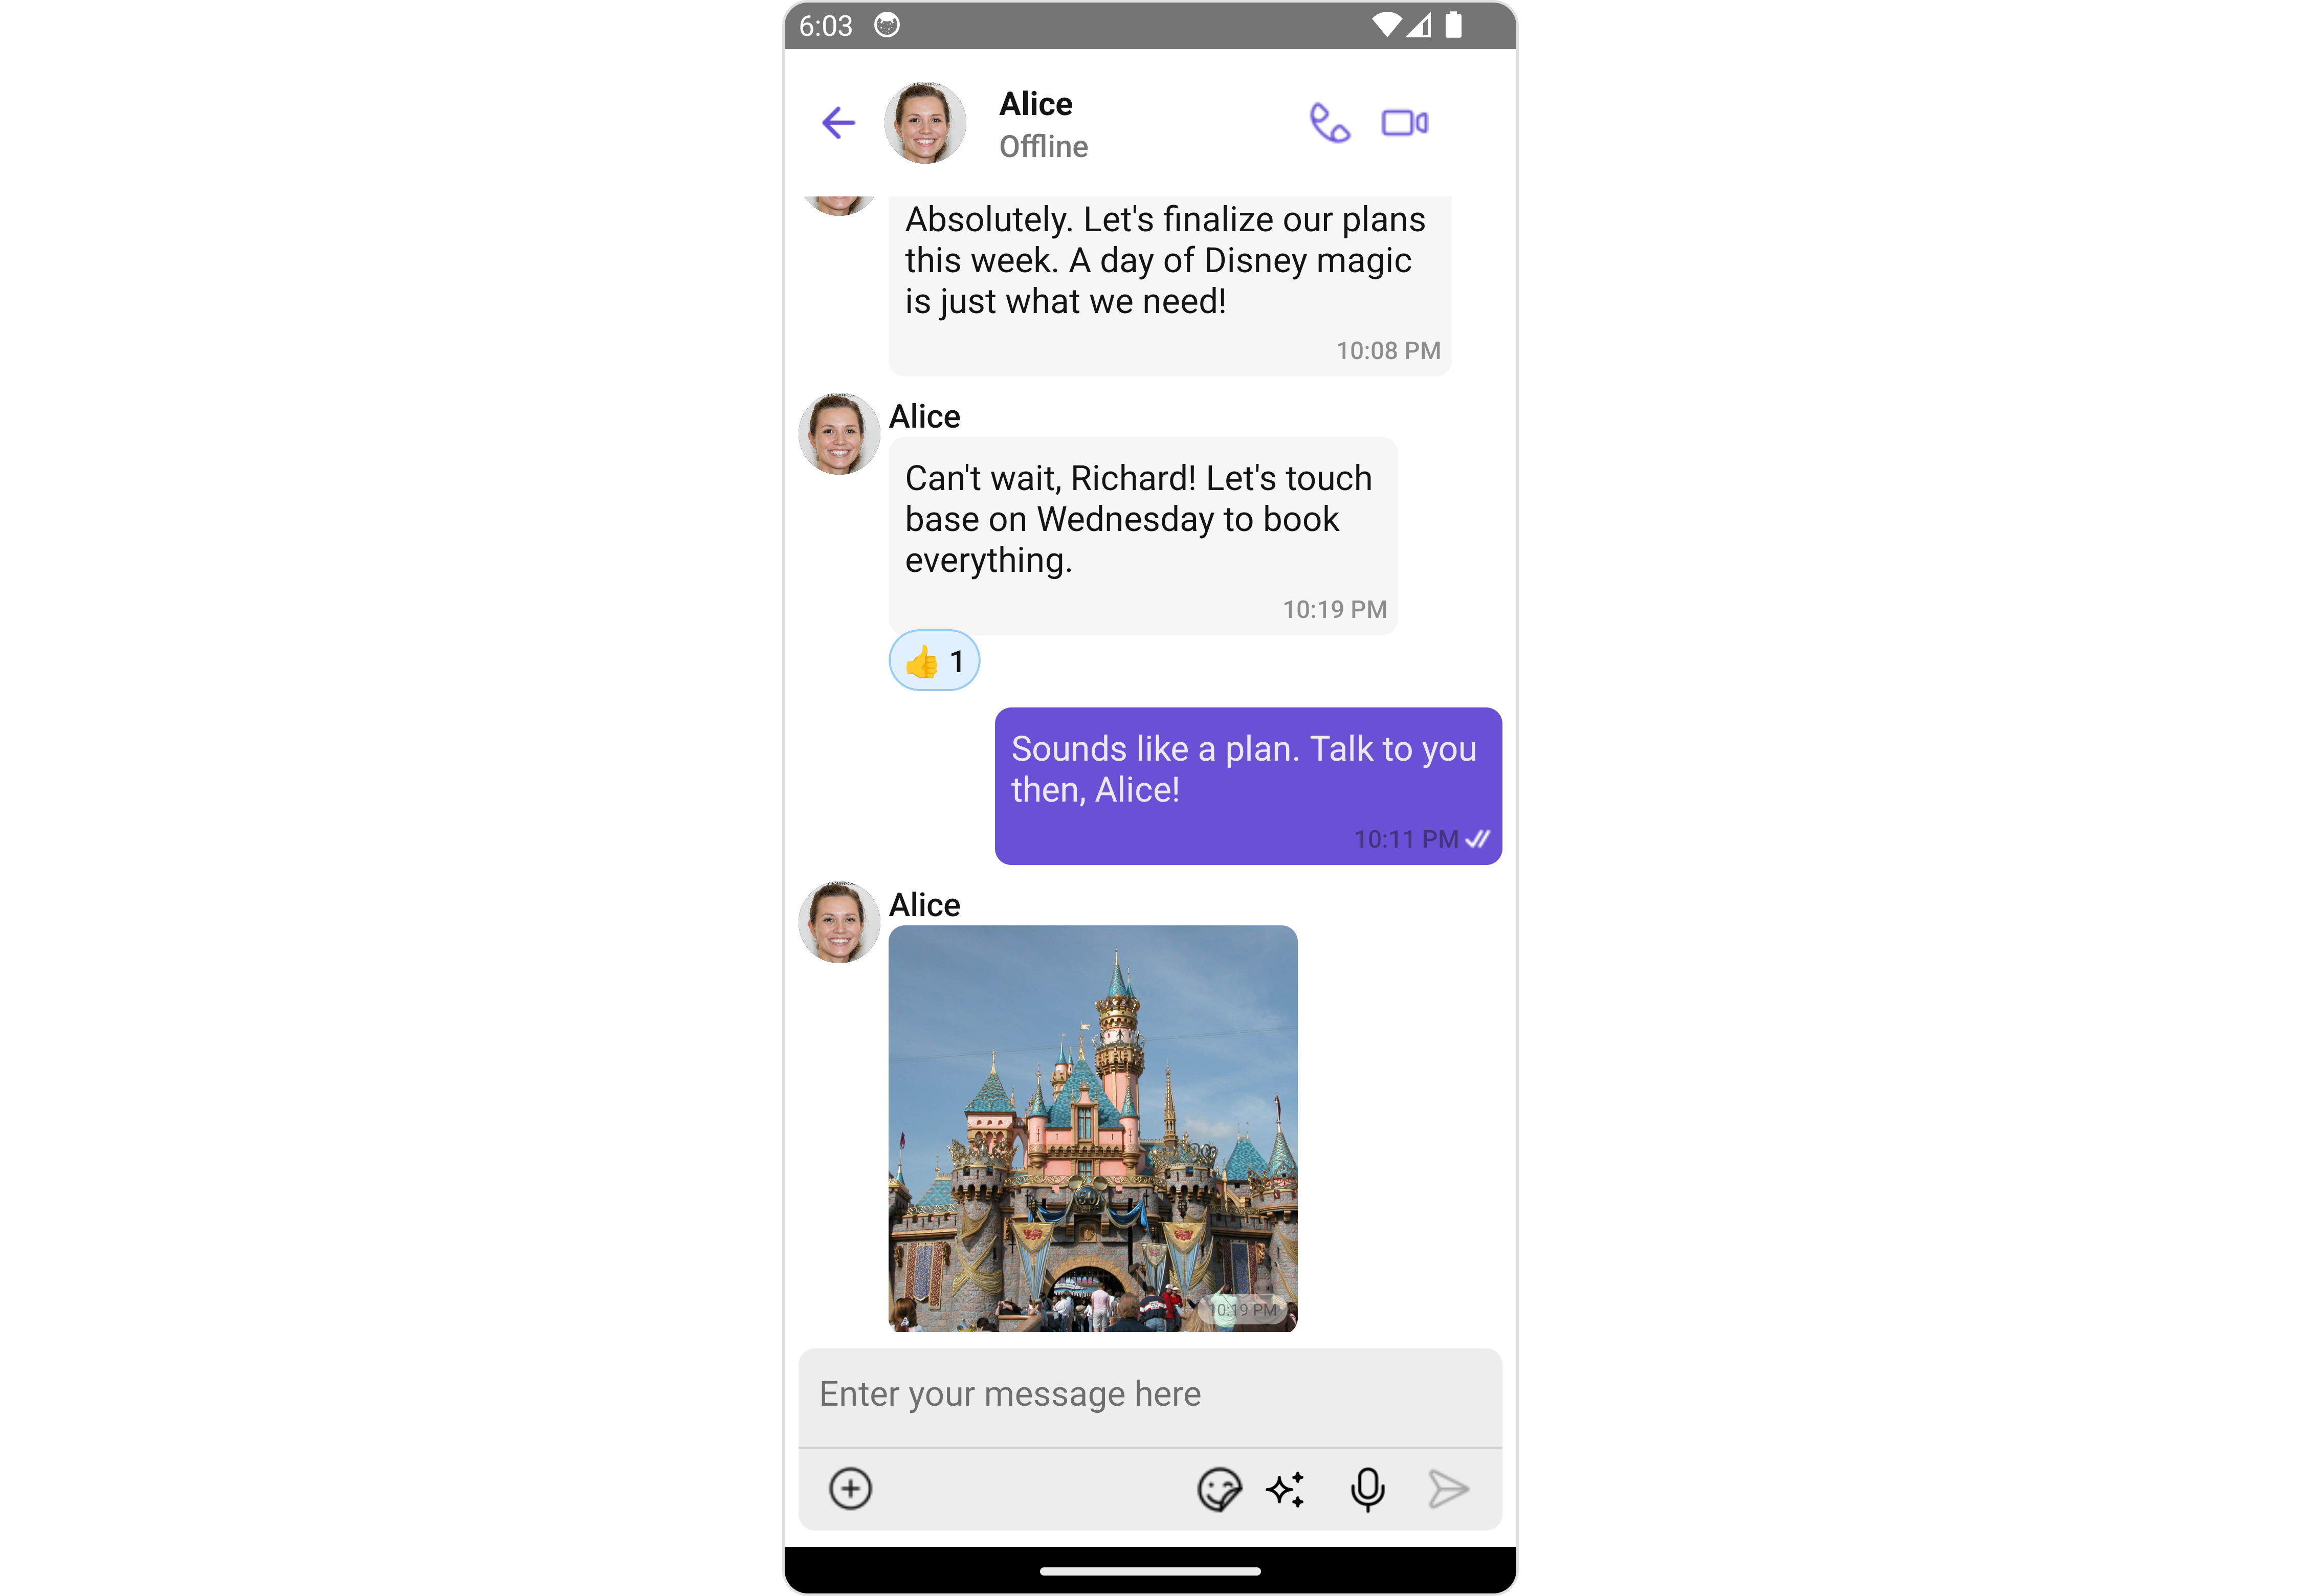 6:03
Alice
Offline
Absolutely. Let's finalize our plans
this week. A day of Disney magic
is just what we need!
10:08 PM
Alice
Can't wait, Richard! Let's touch
base on Wednesday to book
everything.
10:19 PM
👍 1
Sounds like a plan. Talk to you
then, Alice!
10:11 PM
Alice
10:19 PM
Enter your message here